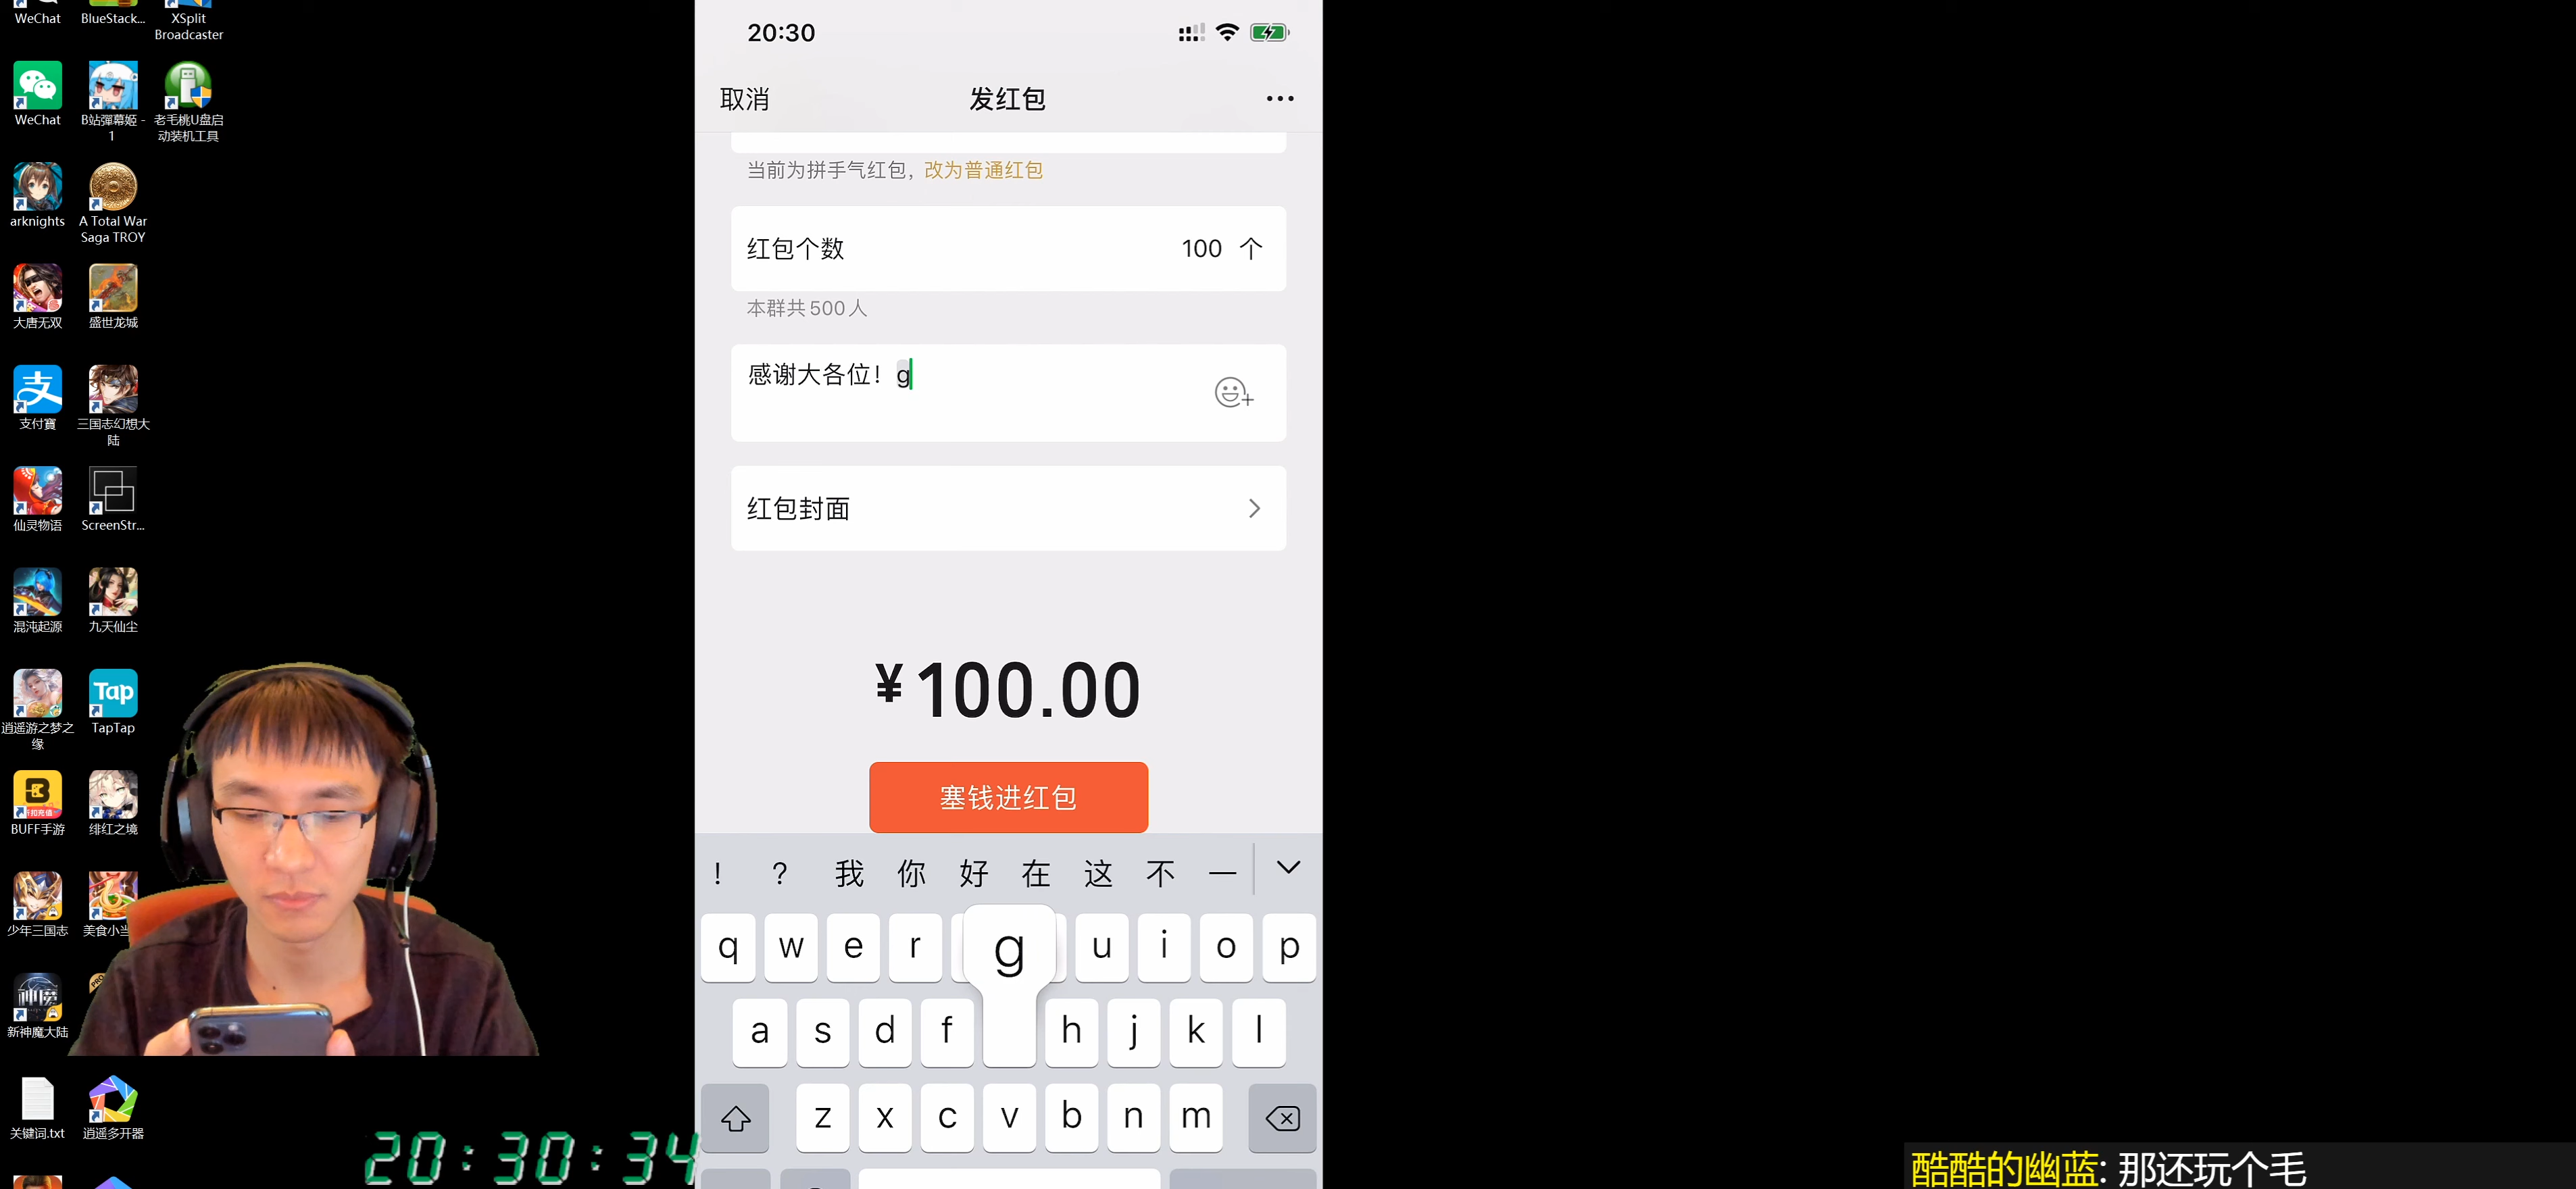 WeChat
BlueStack...
XSplit Broadcaster
WeChat
B站彈幕姬 - 1
老毛桃U盘启动装机工具
arknights
A Total War Saga TROY
大唐无双
盛世龙城
支
支付寶
三国志幻想大陆
仙灵物语
ScreenStr...
混沌起源
九天仙尘
逍遥游之梦之缘
Tap
TapTap
BUFF手游
绯红之境
少年三国志
美食小当
新神魔大陆
关键词.txt
逍遥多开器
20:30:34
20:30
取消
发红包
当前为拼手气红包，改为普通红包
红包个数
100 个
本群共500人
感谢大各位！g
红包封面
¥100.00
塞钱进红包
！ ？ 我 你 好 在 这 不 一
q w e r g u i o p
a s d f h j k l
z x c v b n m
酷酷的幽蓝: 那还玩个毛